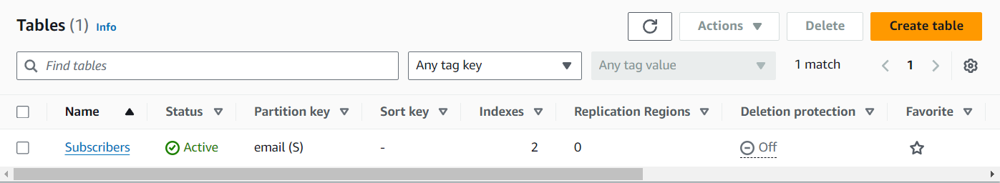 Tables (1) Info
Actions Delete Create table
Find tables Any tag key Any tag value 1 match 1
Name Status Partition key Sort key Indexes Replication Regions Deletion protection Favorite
Subscribers Active email (S) - 2 0 Off